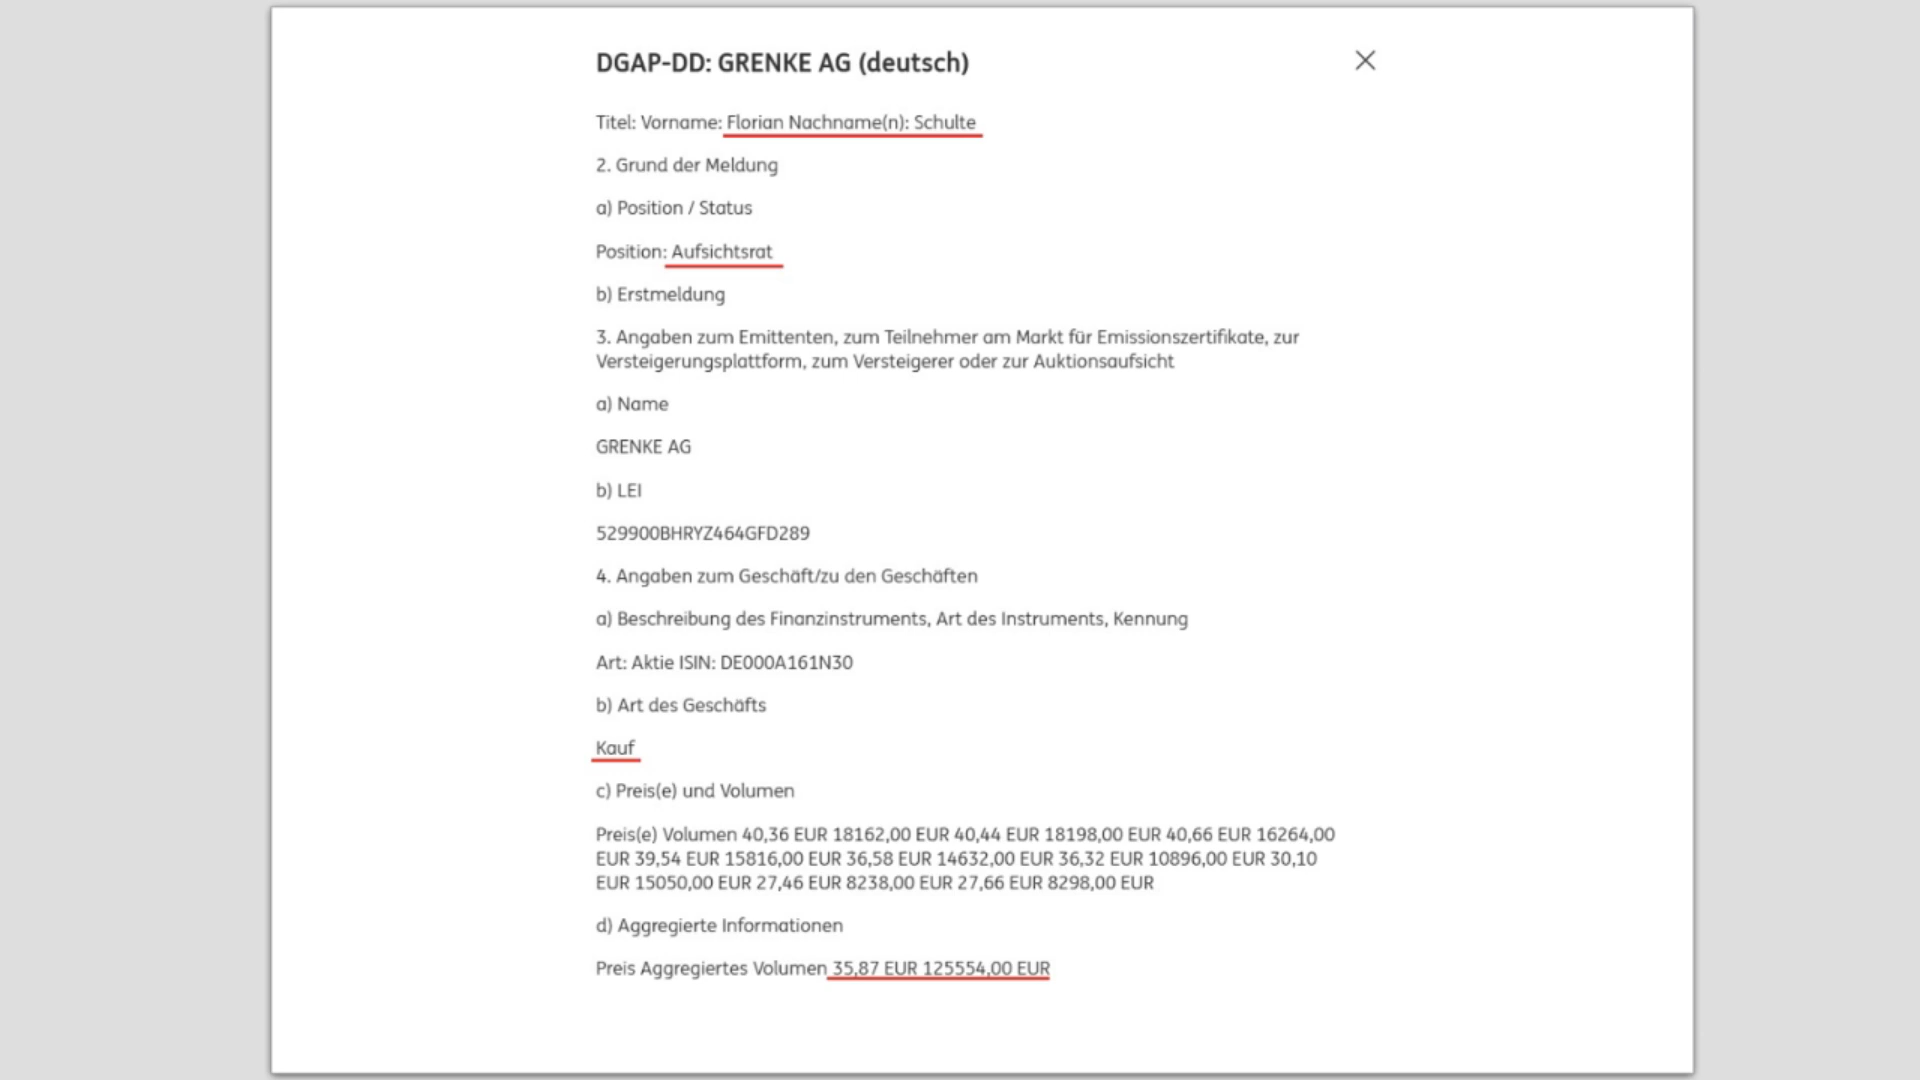 DGAP-DD: GRENKE AG (deutsch)
Titel: Vorname: Florian Nachname(n): Schulte
2. Grund der Meldung
a) Position / Status
Position: Aufsichtsrat
b) Erstmeldung
3. Angaben zum Emittenten, zum Teilnehmer am Markt für Emissionszertifikate, zur
Versteigerungsplattform, zum Versteigerer oder zur Auktionsaufsicht
a) Name
GRENKE AG
b) LEI
529900BHRYZ464GFD289
4. Angaben zum Geschäft/zu den Geschäften
a) Beschreibung des Finanzinstruments, Art des Instruments, Kennung
Art: Aktie ISIN: DE000A161N30
b) Art des Geschäfts
Kauf
c) Preis(e) und Volumen
Preis(e) Volumen 40,36 EUR 18162,00 EUR 40,44 EUR 18198,00 EUR 40,66 EUR 16264,00
EUR 39,54 EUR 15816,00 EUR 36,58 EUR 14632,00 EUR 36,32 EUR 10896,00 EUR 30,10
EUR 15050,00 EUR 27,46 EUR 8238,00 EUR 27,66 EUR 8298,00 EUR
d) Aggregierte Informationen
Preis Aggregiertes Volumen 35,87 EUR 125554,00 EUR